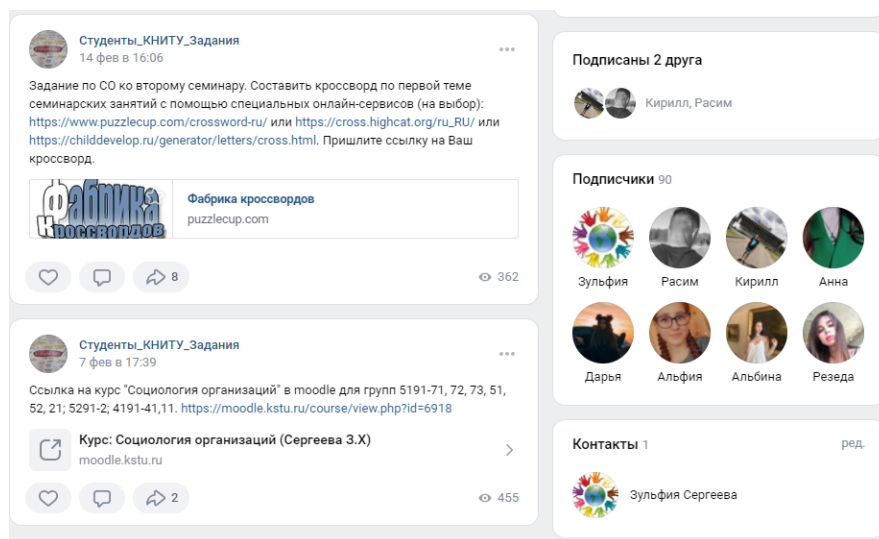 Студенты_КНИТУ_Задания
14 фев в 16:06
Задание по СО ко второму семинару. Составить кроссворд по первой теме
семинарских занятий с помощью специальных онлайн-сервисов (на выбор):
https://www.puzzlecup.com/crossword-ru/ или https://cross.highcat.org/ru_RU/ или
https://childdevelop.ru/generator/letters/cross.html. Пришлите ссылку на Ваш
кроссворд.
Фабрика
Кроссвордов
Фабрика кроссвордов
puzzlecup.com
8
362
Студенты_КНИТУ_Задания
7 фев в 17:39
Ссылка на курс "Социология организаций" в moodle для групп 5191-71, 72, 73, 51,
52, 21; 5291-2; 4191-41,11. https://moodle.kstu.ru/course/view.php?id=6918
Курс: Социология организаций (Сергеева З.Х)
moodle.kstu.ru
2
455
Подписаны 2 друга
Кирилл, Расим
Подписчики 90
Зульфия Расим Кирилл Анна
Дарья Альфия Альбина Резеда
Контакты 1 ред.
Зульфия Сергеева